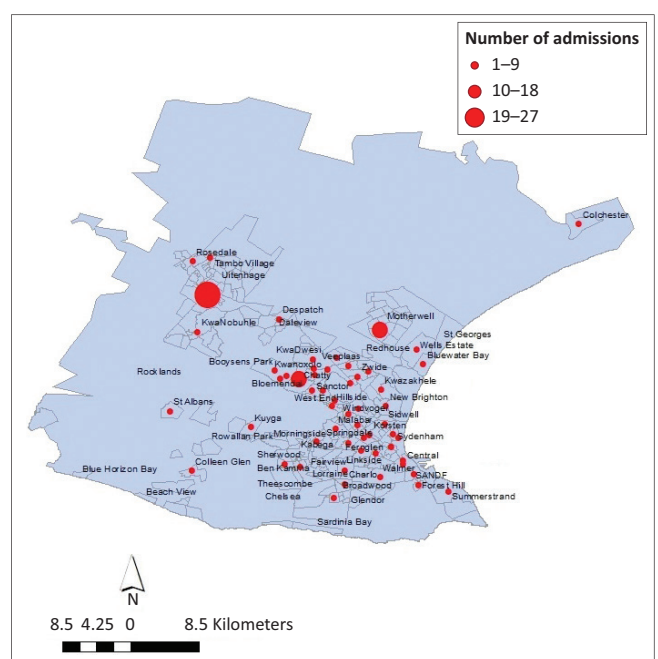 Number of admissions
1–9
10–18
19–27
Colchester
Rosedale
Tambo Village
Uitenhage
Despatch
Daleview
Motherwell
KwaNobuhle
St Georges
Redhouse
Wells Estate
KwaDwesi
Veeplaas
Bluewater Bay
Booysens Park
Kwanoxolo
Zwide
Rocklands
Chatty
Bloemendal
Sanctor
Kwazakhele
West End
Hillside
New Brighton
St Albans
Windvogel
Sidwell
Malabar
Kuyga
Korsten
Rowallan Park
Morningside
Springdale
Sydenham
Kabega
Fernglen
Sherwood
Linkside
Central
Colleen Glen
Fairview
Blue Horizon Bay
Ben Kamma
Lorraine
Charlo
Walmer
SANDF
Theescombe
Broadwood
Forest Hill
Beach View
Chelsea
Glendor
Summerstrand
Sardinia Bay
N
8.5 4.25 0 8.5 Kilometers